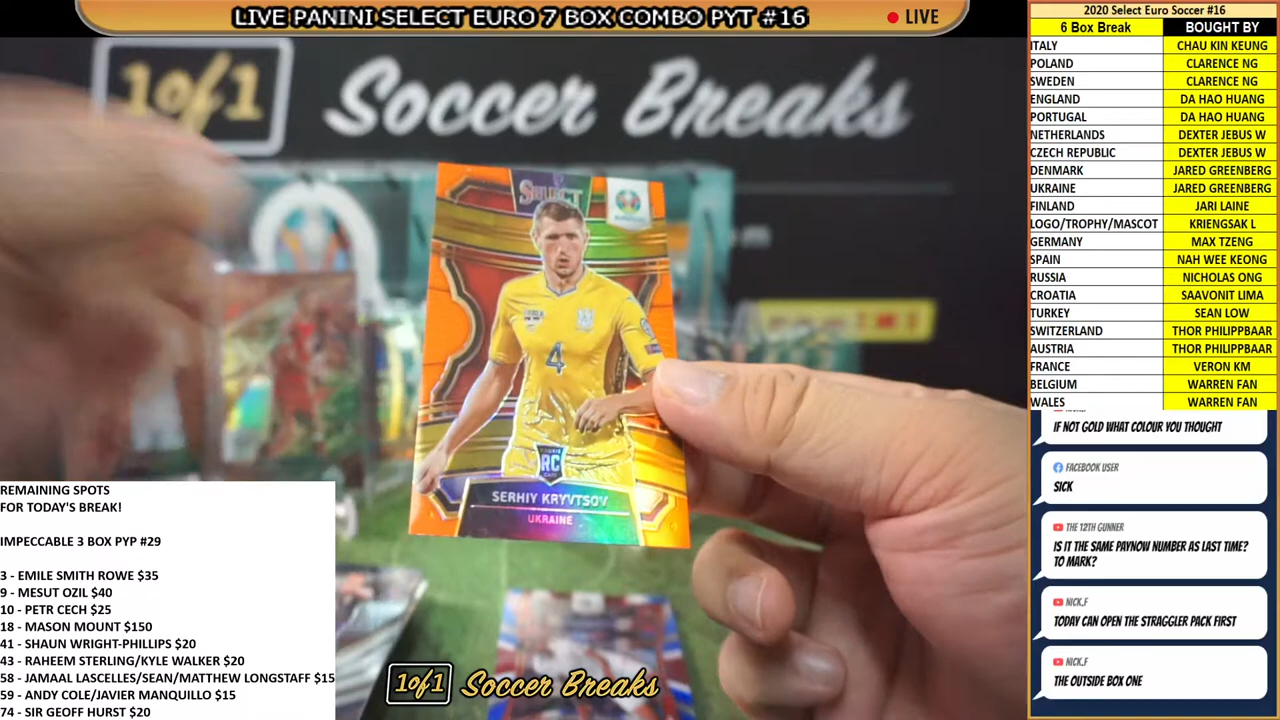 LIVE PANINI SELECT EURO 7 BOX COMBO PYT #16
LIVE
1of1 Soccer Breaks
SELECT
4
RC
SERHIY KRYVTSOV
UKRAINE
1of1 Soccer Breaks
REMAINING SPOTS
FOR TODAY'S BREAK!
IMPECCABLE 3 BOX PYP #29
3 - EMILE SMITH ROWE $35
9 - MESUT OZIL $40
10 - PETR CECH $25
18 - MASON MOUNT $150
41 - SHAUN WRIGHT-PHILLIPS $20
43 - RAHEEM STERLING/KYLE WALKER $20
58 - JAMAAL LASCELLES/SEAN/MATTHEW LONGSTAFF $15
59 - ANDY COLE/JAVIER MANQUILLO $15
74 - SIR GEOFF HURST $20
2020 Select Euro Soccer #16
6 Box Break BOUGHT BY
ITALY CHAU KIN KEUNG
POLAND CLARENCE NG
SWEDEN CLARENCE NG
ENGLAND DA HAO HUANG
PORTUGAL DA HAO HUANG
NETHERLANDS DEXTER JEBUS W
CZECH REPUBLIC DEXTER JEBUS W
DENMARK JARED GREENBERG
UKRAINE JARED GREENBERG
FINLAND JARI LAINE
LOGO/TROPHY/MASCOT KRIENGSAK L
GERMANY MAX TZENG
SPAIN NAH WEE KEONG
RUSSIA NICHOLAS ONG
CROATIA SAAVONIT LIMA
TURKEY SEAN LOW
SWITZERLAND THOR PHILIPPBAAR
AUSTRIA THOR PHILIPPBAAR
FRANCE VERON KM
BELGIUM WARREN FAN
WALES WARREN FAN
IF NOT GOLD WHAT COLOUR YOU THOUGHT
FACEBOOK USER
SICK
THE 12TH GUNNER
IS IT THE SAME PAYNOW NUMBER AS LAST TIME?
TO MARK?
NICK.F
TODAY CAN OPEN THE STRAGGLER PACK FIRST
NICK.F
THE OUTSIDE BOX ONE